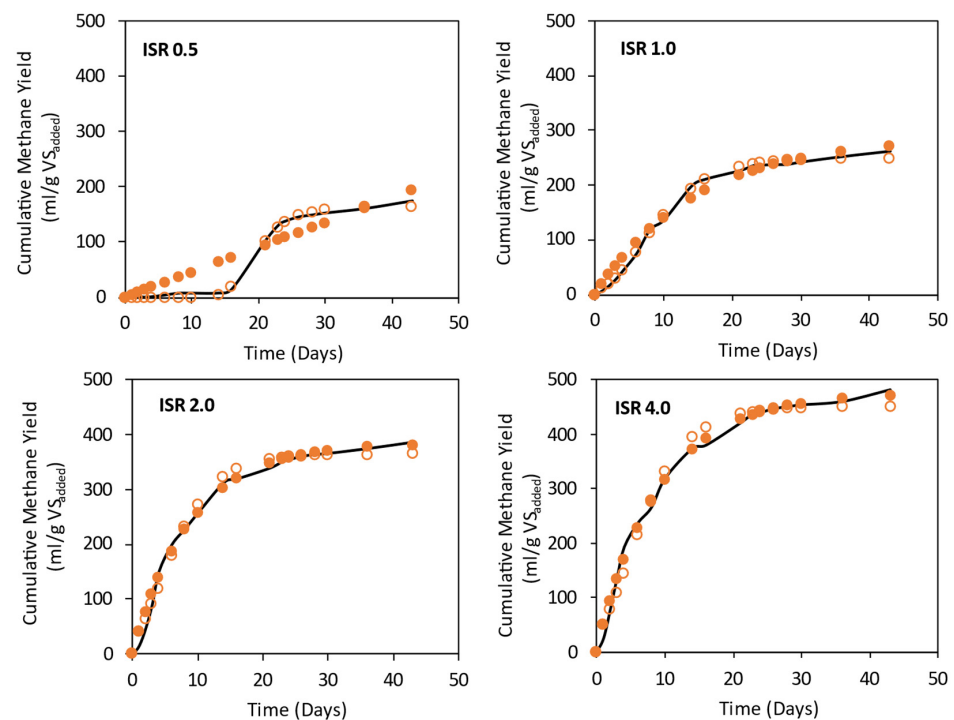 ISR 0.5
Cumulative Methane Yield
(ml/g VSadded)
500
400
300
200
100
0
0 10 20 30 40 50
Time (Days)
ISR 1.0
Cumulative Methane Yield
(ml/g VSadded)
500
400
300
200
100
0
0 10 20 30 40 50
Time (Days)
ISR 2.0
Cumulative Methane Yield
(ml/g VSadded)
500
400
300
200
100
0
0 10 20 30 40 50
Time (Days)
ISR 4.0
Cumulative Methane Yield
(ml/g VSadded)
500
400
300
200
100
0
0 10 20 30 40 50
Time (Days)